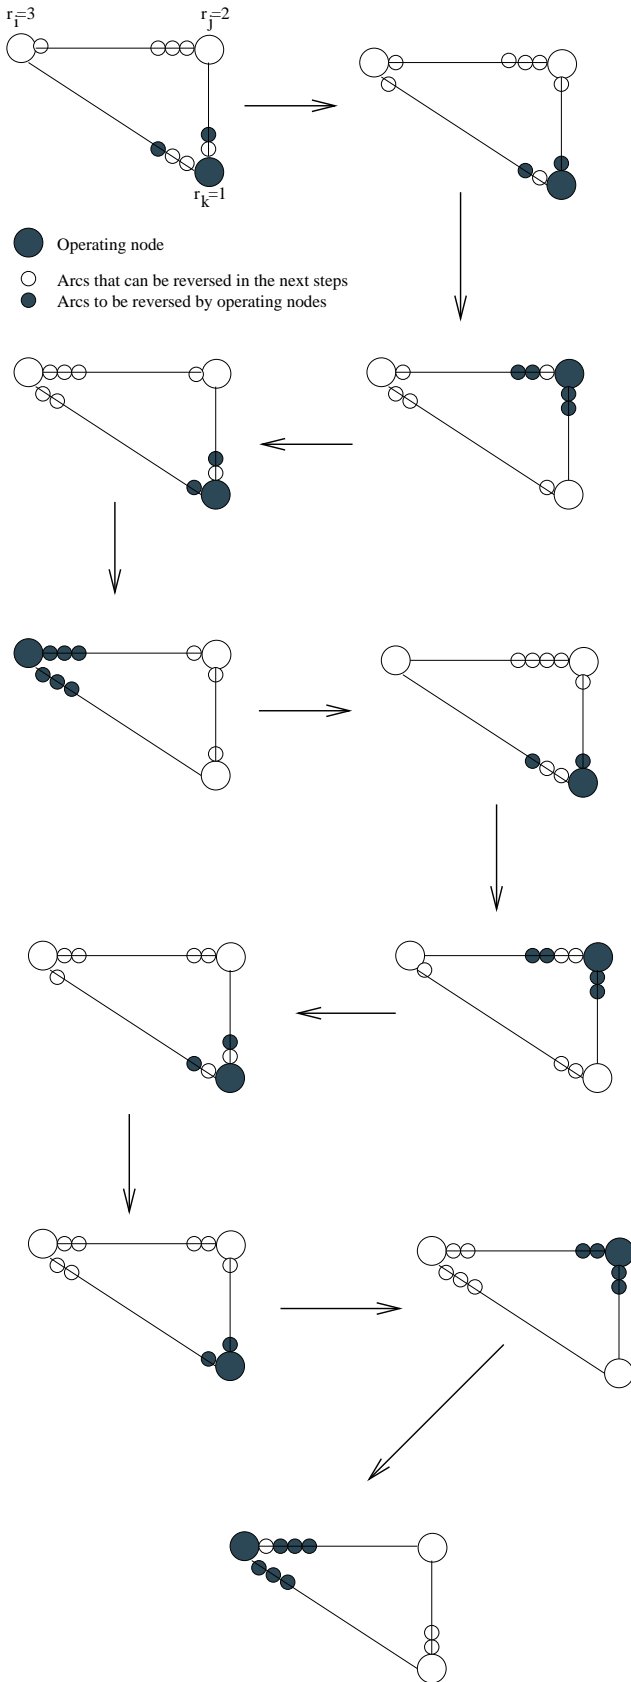 r_i=3 r_j=2
r_k=1
Operating node
Arcs that can be reversed in the next steps
Arcs to be reversed by operating nodes